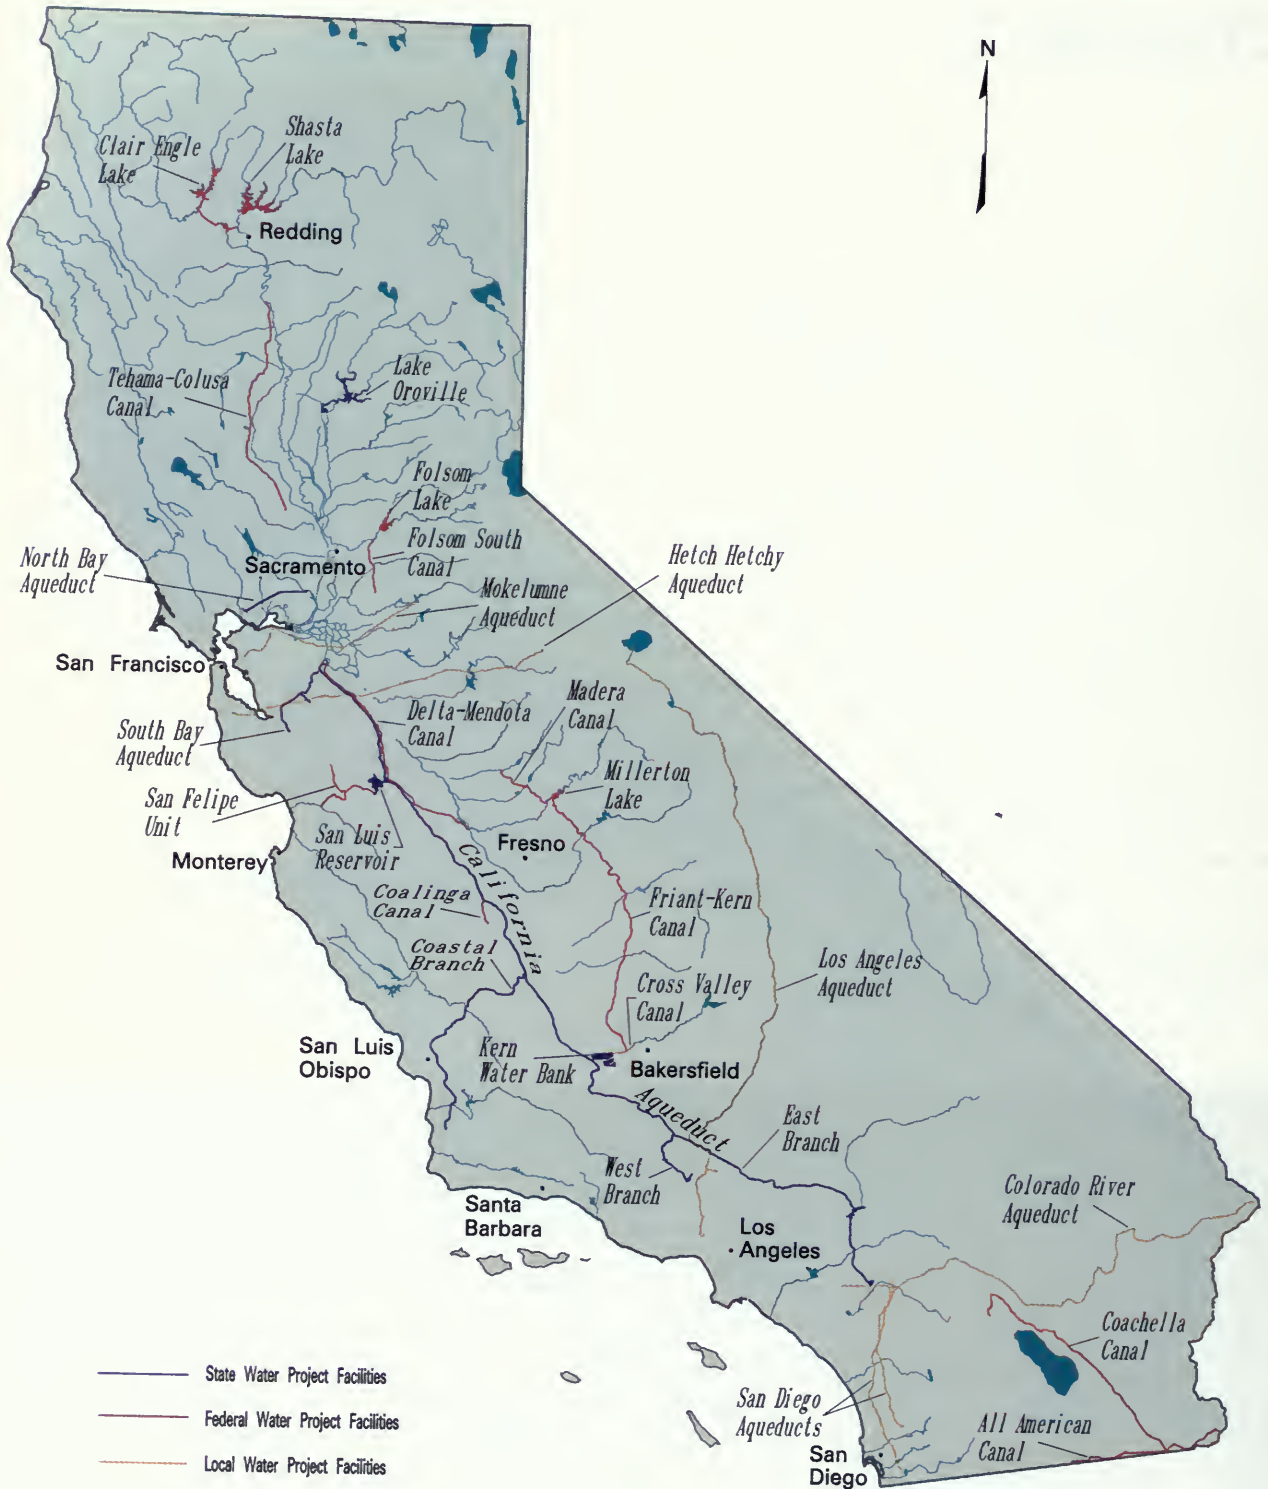 N
Shasta
Lake
Clair Engle
Lake
Redding
Lake
Oroville
Tehama-Colusa
Canal
Folsom
Lake
Folsom South
Canal
Hetch Hetchy
Aqueduct
North Bay
Aqueduct
Sacramento
Mokelumne
Aqueduct
San Francisco
Madera
Canal
Delta-Mendota
Canal
South Bay
Aqueduct
Millerton
Lake
San Felipe
Unit
San Luis
Reservoir
Fresno
Monterey
California
Coalinga
Canal
Friant-Kern
Canal
Coastal
Branch
Los Angeles
Aqueduct
Cross Valley
Canal
San Luis
Obispo
Kern
Water Bank
Bakersfield
Aqueduct
East
Branch
West
Branch
Colorado River
Aqueduct
Santa
Barbara
Los
Angeles
Coachella
Canal
San Diego
Aqueducts
All American
Canal
San
Diego
State Water Project Facilities
Federal Water Project Facilities
Local Water Project Facilities